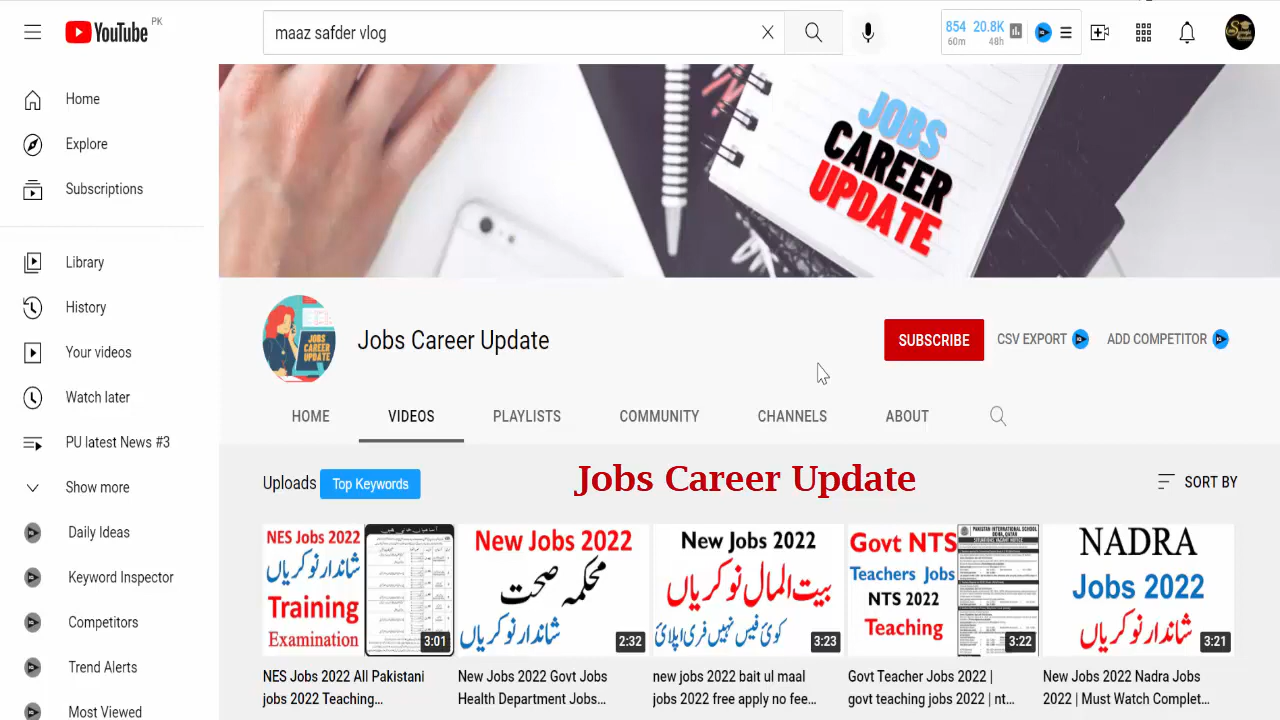 YouTube
PK
maaz safder vlog
854
20.8K
60m
48h
Home
Explore
Subscriptions
Library
History
Your videos
Watch later
PU latest News #3
Show more
Daily Ideas
Keyword Inspector
Competitors
Trend Alerts
Most Viewed
JOBS
CAREER
UPDATE
JOBS
CAREER
UPDATE
Jobs Career Update
SUBSCRIBE
CSV EXPORT
ADD COMPETITOR
HOME
VIDEOS
PLAYLISTS
COMMUNITY
CHANNELS
ABOUT
Uploads
Top Keywords
Jobs Career Update
SORT BY
NES Jobs 2022
شاندار نوکریاں
Training
Examination
3:01
NES Jobs 2022 All Pakistani
jobs 2022 Teaching...
New Jobs 2022
محکمہ صحت
شاندار نوکریاں
2:32
New Jobs 2022 Govt Jobs
Health Department Jobs...
New Jobs 2022
بیت المال نوکریاں
کوئی فیس نہیں فری اپلائی
3:23
new jobs 2022 bait ul maal
jobs 2022 free apply no fee...
Govt NTS
Teachers Jobs
NTS 2022
Teaching
PAKISTAN INTERNATIONAL SCHOOL
DOHA, QATAR
3:22
Govt Teacher Jobs 2022 |
govt teaching jobs 2022 | nt...
NADRA
Jobs 2022
شاندار نوکریاں
3:21
New Jobs 2022 Nadra Jobs
2022 | Must Watch Complet...